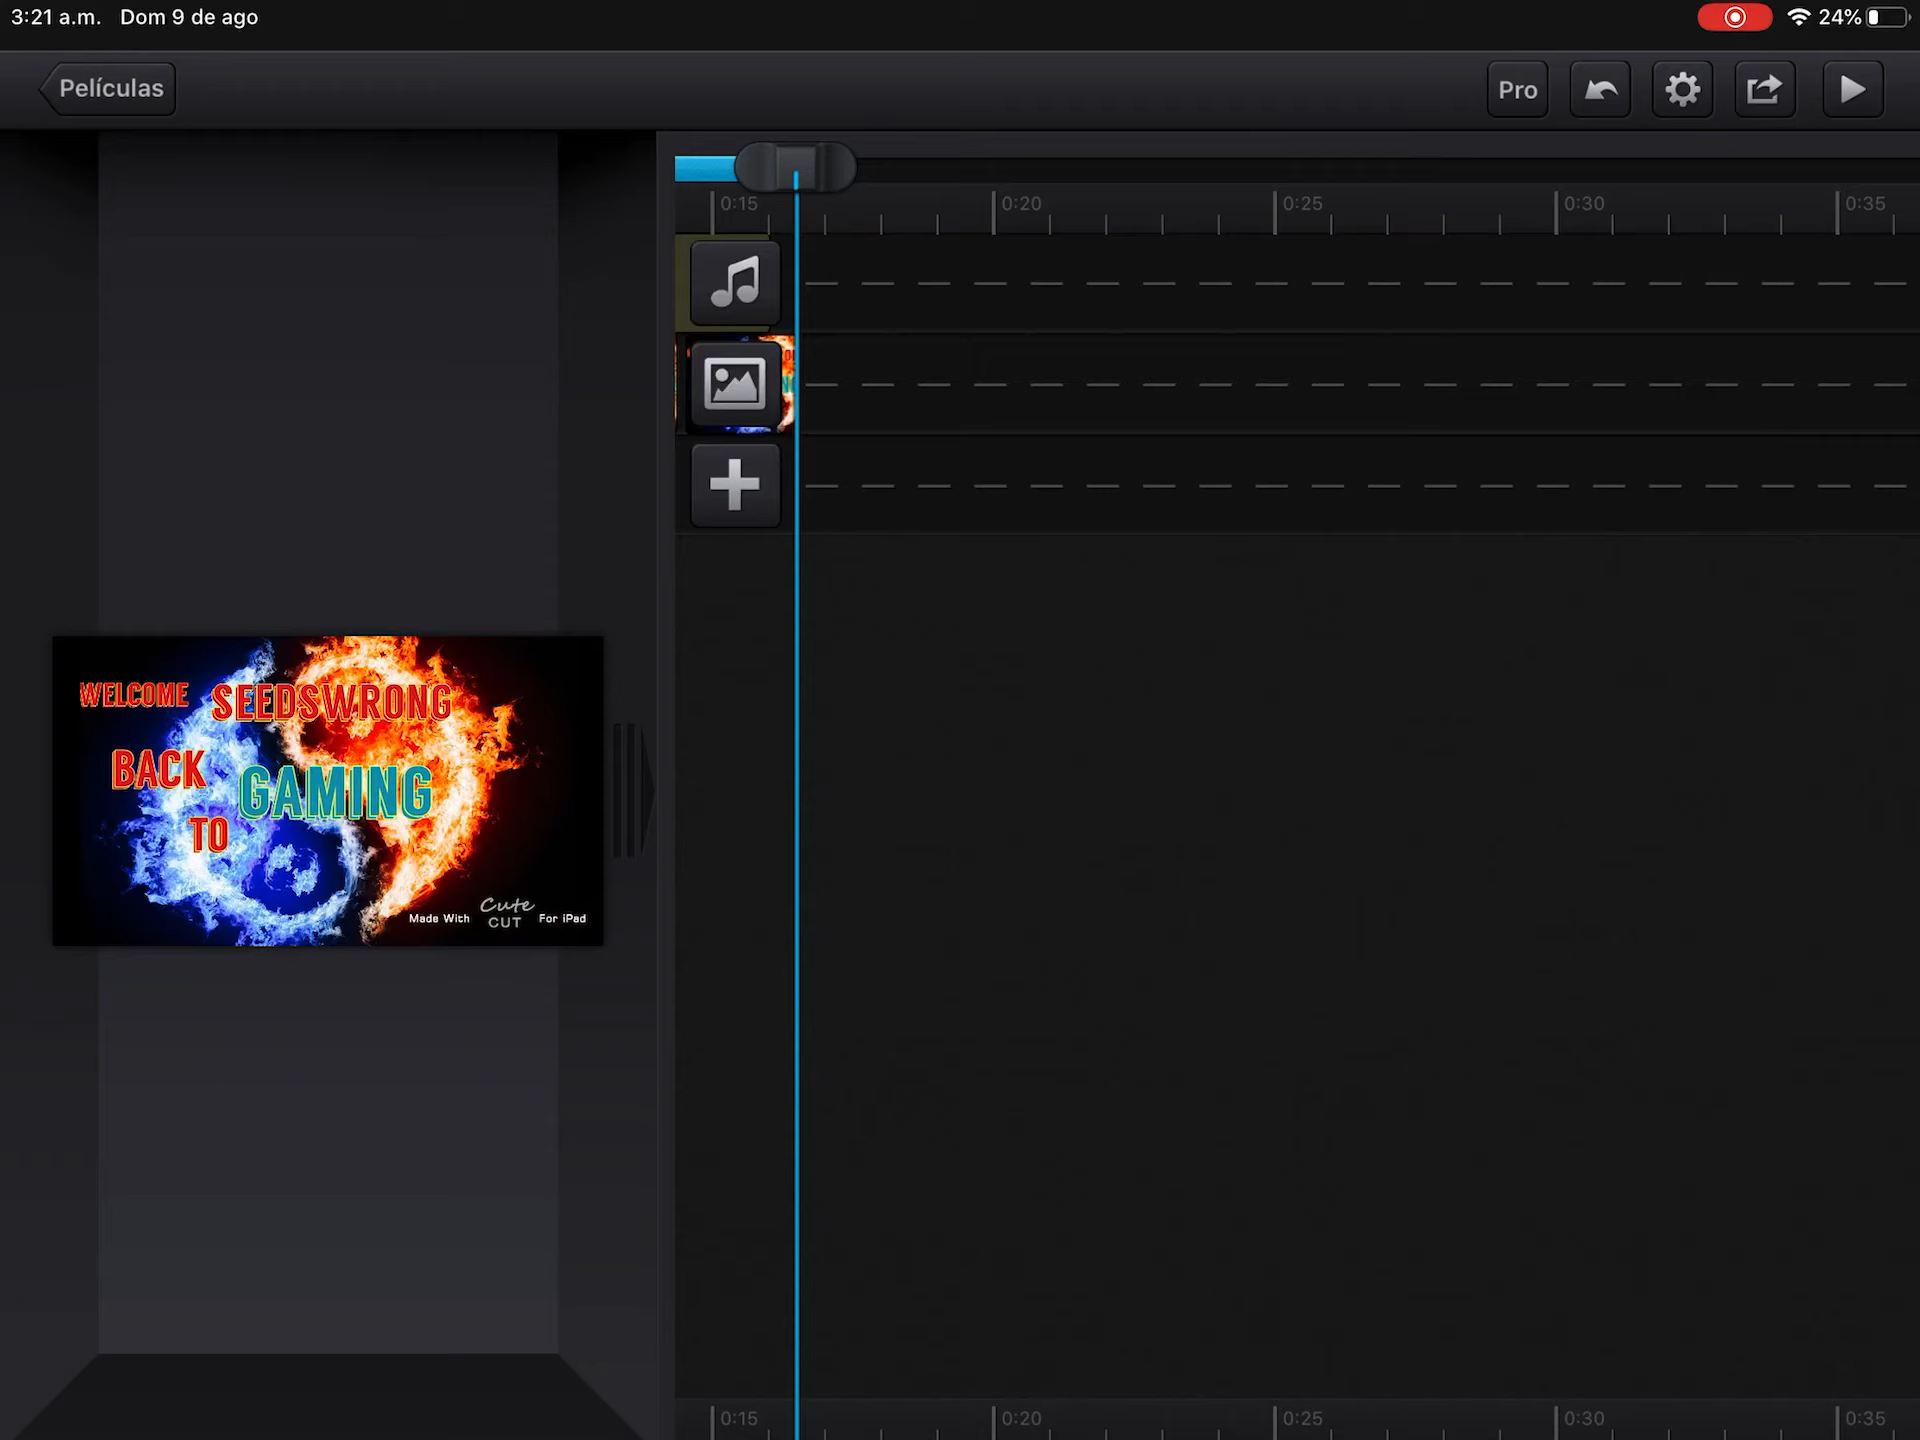 3:21 a.m. Dom 9 de ago 24%
Películas Pro
0:15 0:20 0:25 0:30 0:35
WELCOME SEEDSWRONG
BACK GAMING
TO
Made With Cute CUT For iPad
0:15 0:20 0:25 0:30 0:35